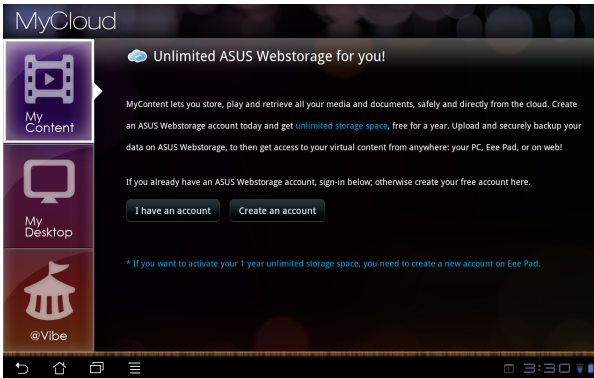 MyCloud
Unlimited ASUS Webstorage for you!
My
Content
MyContent lets you store, play and retrieve all your media and documents, safely and directly from the cloud. Create
an ASUS Webstorage account today and get unlimited storage space, free for a year. Upload and securely backup your
data on ASUS Webstorage, to then get access to your virtual content from anywhere: your PC, Eee Pad, or on web!
If you already have an ASUS Webstorage account, sign-in below; otherwise create your free account here.
I have an account Create an account
My
Desktop
* If you want to activate your 1 year unlimited storage space, you need to create a new account on Eee Pad.
@Vibe
3:30